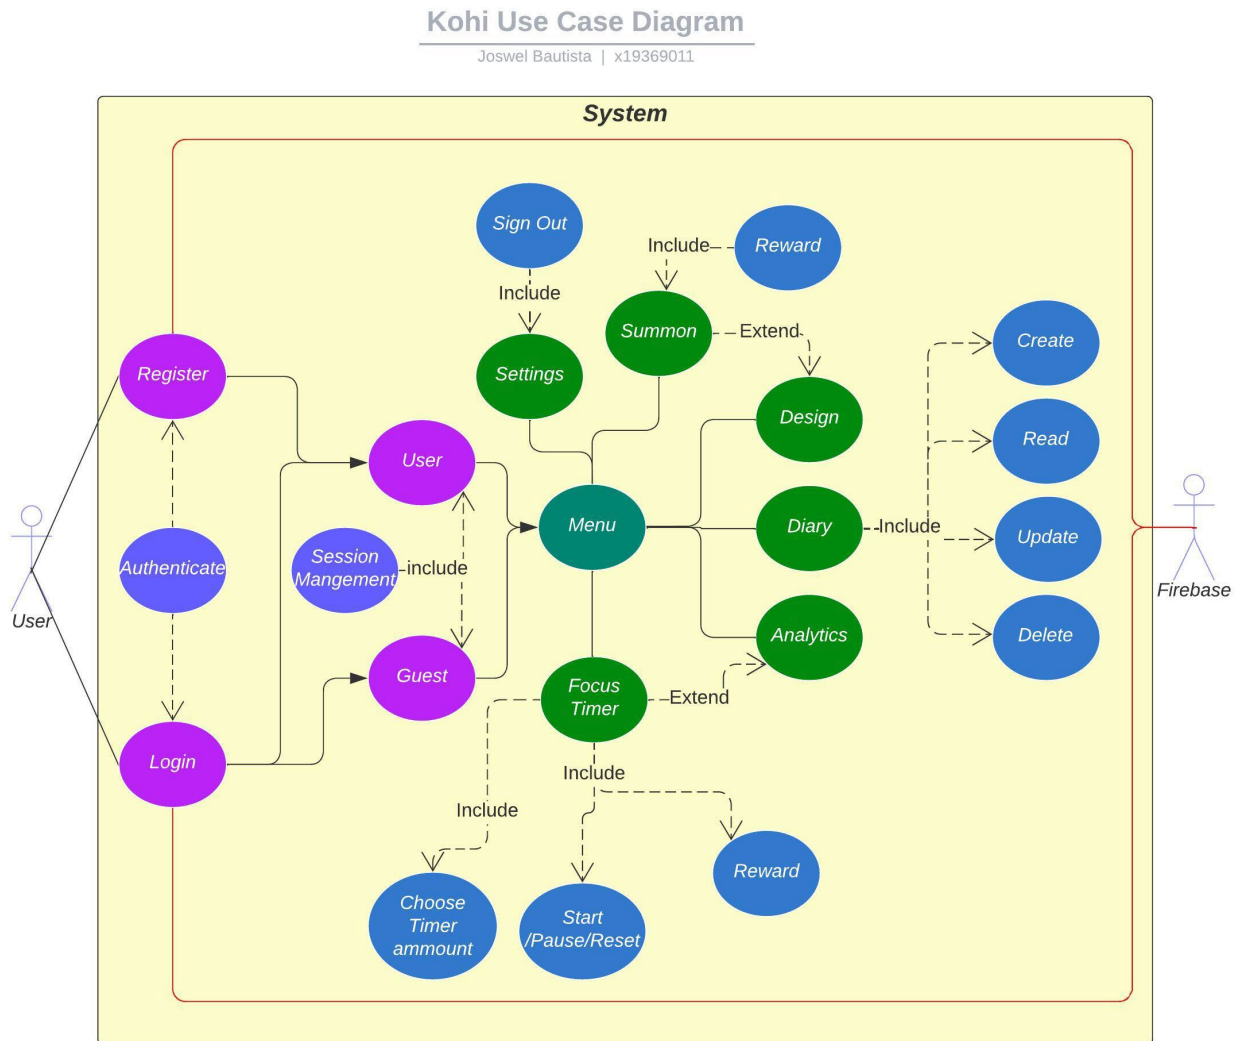 Kohi Use Case Diagram
Joswel Bautista | x19369011
System
Sign Out
Include
Settings
Include
Reward
Summon
Extend
Design
Create
Read
Update
Delete
Register
User
Menu
Diary
Include
Authenticate
Session
Mangement
include
User
Firebase
Guest
Analytics
Focus
Timer
Extend
Login
Include
Include
Choose
Timer
ammount
Start
/Pause/Reset
Reward